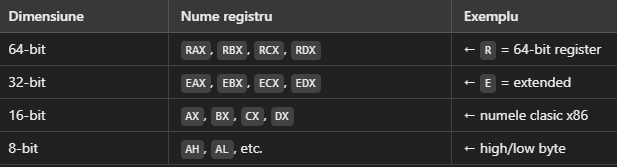 Dimensiune Nume registru Exemplu
64-bit RAX, RBX, RCX, RDX ← R = 64-bit register
32-bit EAX, EBX, ECX, EDX ← E = extended
16-bit AX, BX, CX, DX ← numele clasic x86
8-bit AH, AL, etc. ← high/low byte